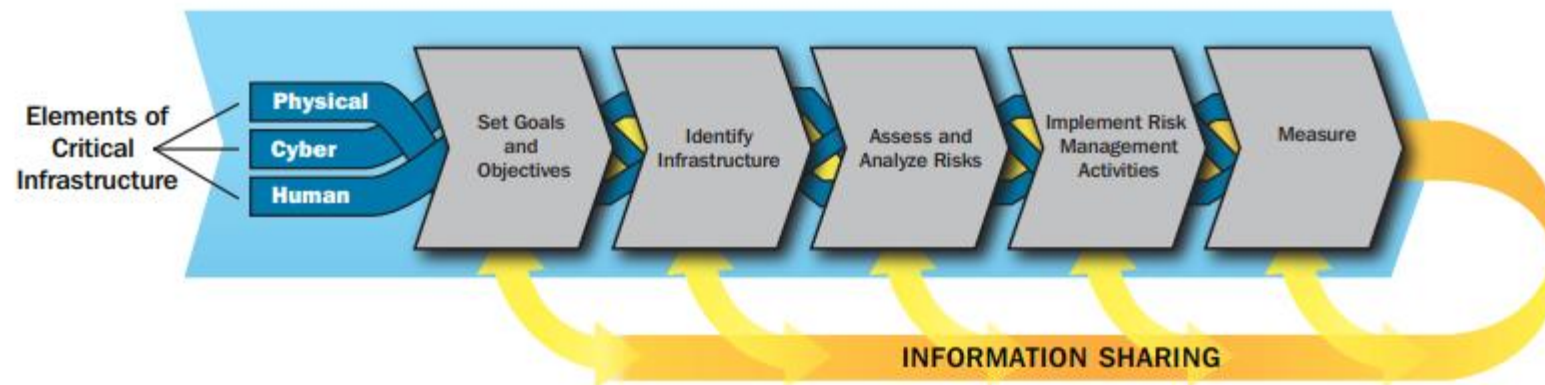 Elements of
Critical
Infrastructure
Physical
Cyber
Human
Set Goals
and
Objectives
Identify
Infrastructure
Assess and
Analyze Risks
Implement Risk
Management
Activities
Measure
INFORMATION SHARING